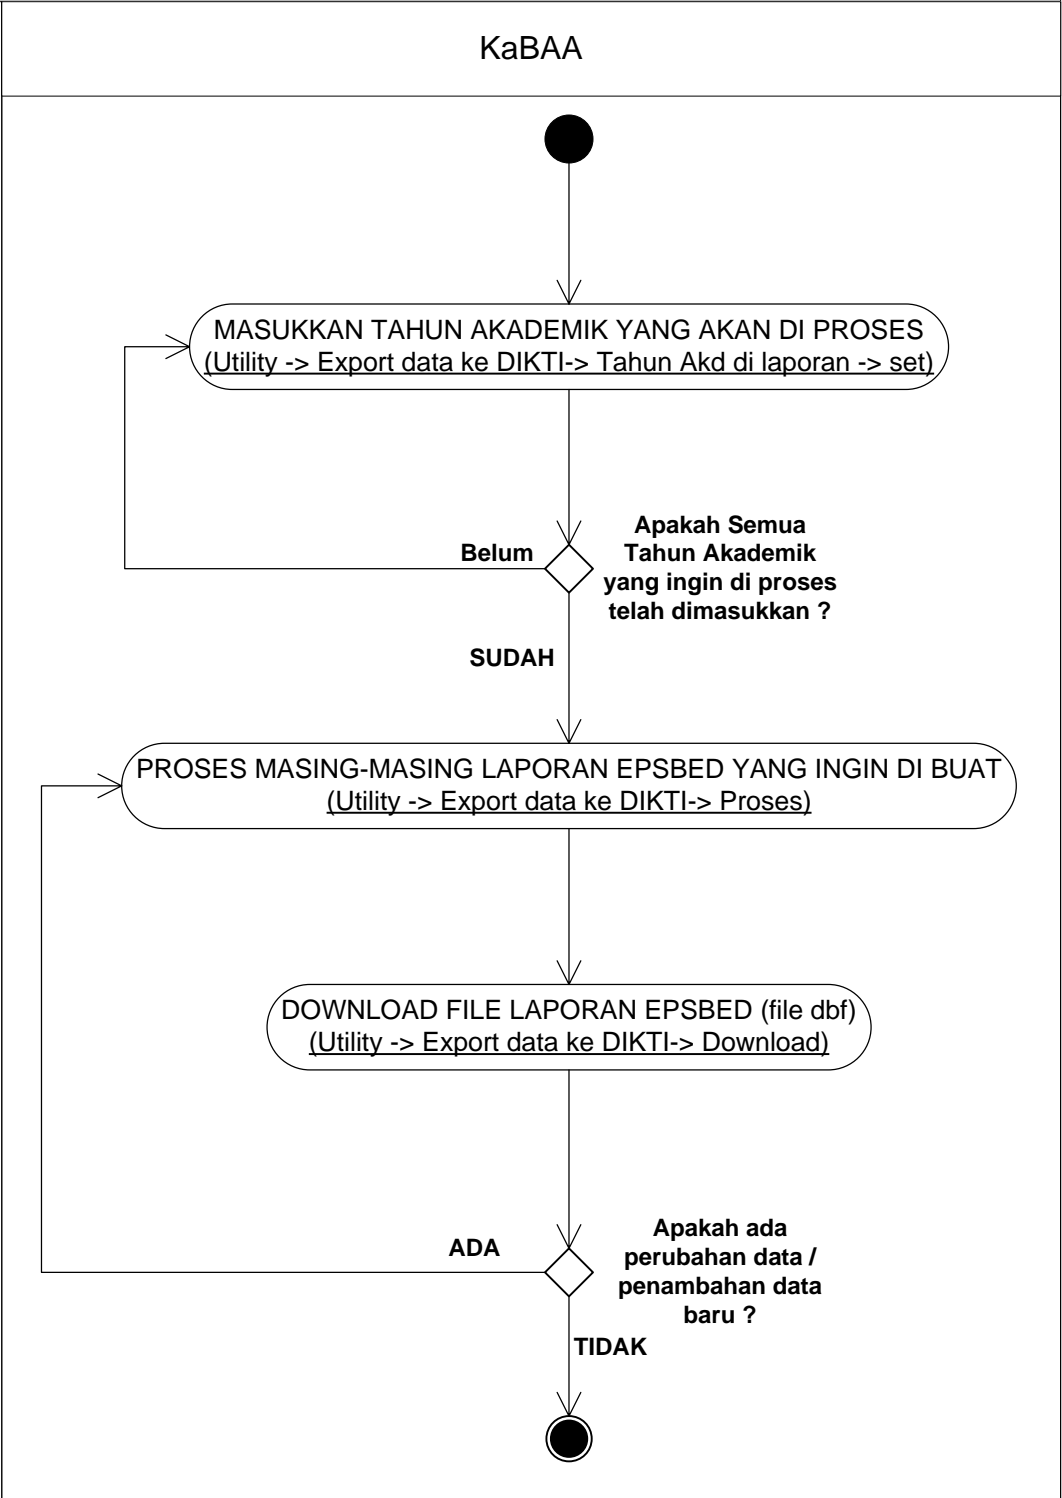 KaBAA
MASUKKAN TAHUN AKADEMIK YANG AKAN DI PROSES
(Utility -> Export data ke DIKTI-> Tahun Akd di laporan -> set)
Apakah Semua
Tahun Akademik
yang ingin di proses
telah dimasukkan ?
Belum
SUDAH
PROSES MASING-MASING LAPORAN EPSBED YANG INGIN DI BUAT
(Utility -> Export data ke DIKTI-> Proses)
DOWNLOAD FILE LAPORAN EPSBED (file dbf)
(Utility -> Export data ke DIKTI-> Download)
Apakah ada
perubahan data /
penambahan data
baru ?
ADA
TIDAK